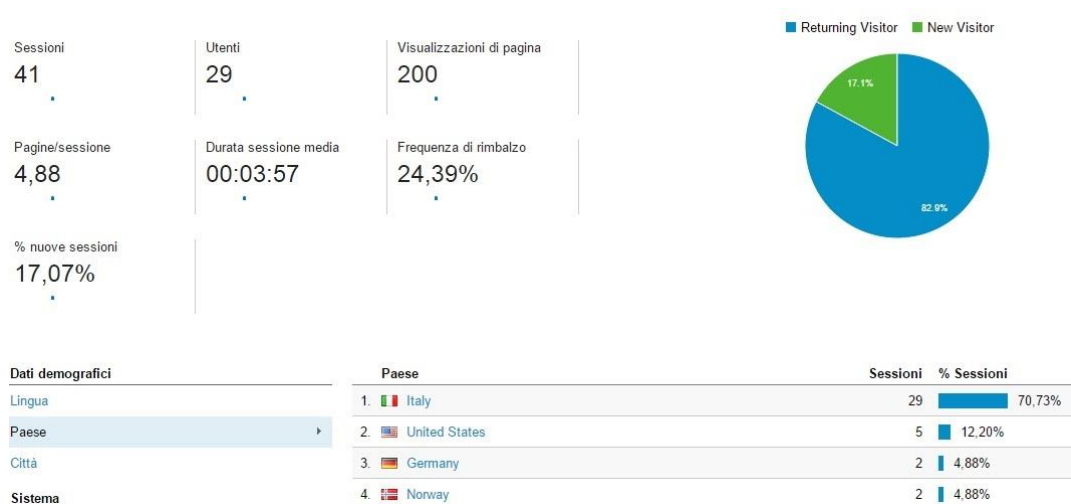 Returning Visitor New Visitor
Sessioni Utenti Visualizzazioni di pagina
41 29 200
17.1%
Pagine/sessione Durata sessione media Frequenza di rimbalzo
4,88 00:03:57 24,39%
82.9%
% nuove sessioni
17,07%
Dati demografici Paese Sessioni % Sessioni
Lingua 1. Italy 29 70,73%
Paese 2. United States 5 12,20%
Città 3. Germany 2 4,88%
Sistema 4. Norway 2 4,88%